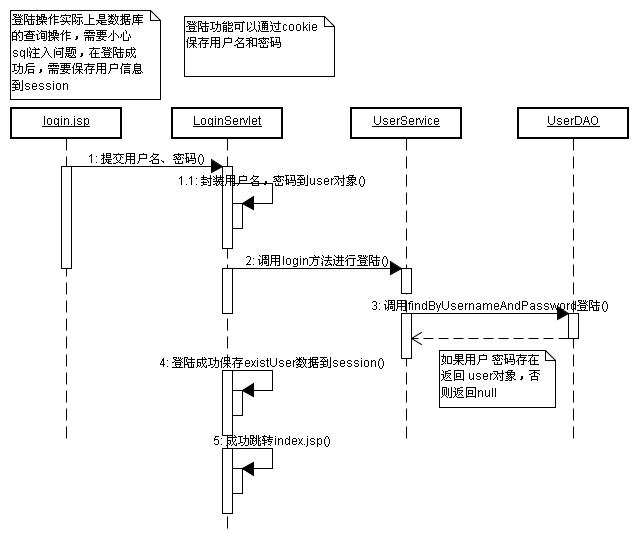 登陆操作实际上是数据库
的查询操作，需要小心
sql注入问题，在登陆成
功后，需要保存用户信息
到session
登陆功能可以通过cookie
保存用户名和密码
login.jsp
LoginServlet
UserService
UserDAO
1: 提交用户名、密码()
1.1: 封装用户名，密码到user对象()
2: 调用login方法进行登陆()
3: 调用findByUsernameAndPassword登陆()
如果用户 密码存在
返回 user对象，否
则返回null
4: 登陆成功保存existUser数据到session()
5: 成功跳转index.jsp()